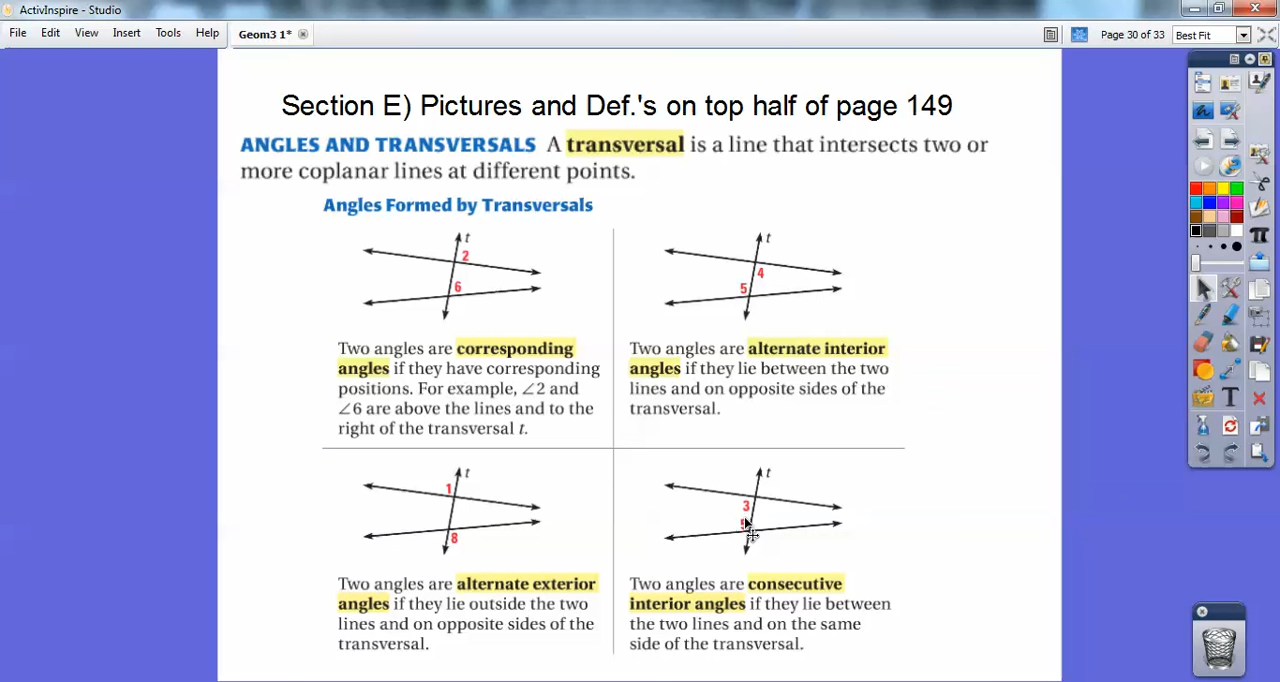 ActivInspire - Studio
File Edit View Insert Tools Help Geom3 1* Page 30 of 33 Best Fit
Section E) Pictures and Def.'s on top half of page 149
ANGLES AND TRANSVERSALS A transversal is a line that intersects two or
more coplanar lines at different points.
Angles Formed by Transversals
t
2
6
Two angles are corresponding
angles if they have corresponding
positions. For example, ∠2 and
∠6 are above the lines and to the
right of the transversal t.
t
4
5
Two angles are alternate interior
angles if they lie between the two
lines and on opposite sides of the
transversal.
t
1
8
Two angles are alternate exterior
angles if they lie outside the two
lines and on opposite sides of the
transversal.
t
3
Two angles are consecutive
interior angles if they lie between
the two lines and on the same
side of the transversal.